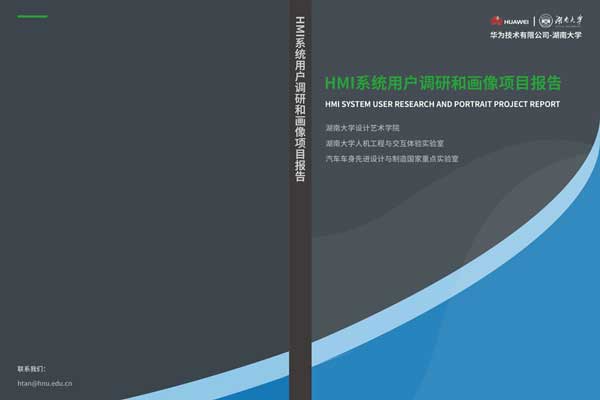 HUAWEI
湖南大学
华为技术有限公司-湖南大学
HMI系统用户调研和画像项目报告
HMI SYSTEM USER RESEARCH AND PORTRAIT PROJECT REPORT
湖南大学设计艺术学院
湖南大学人机工程与交互体验实验室
汽车车身先进设计与制造国家重点实验室
HMI系统用户调研和画像项目报告
联系我们:
htan@hnu.edu.cn